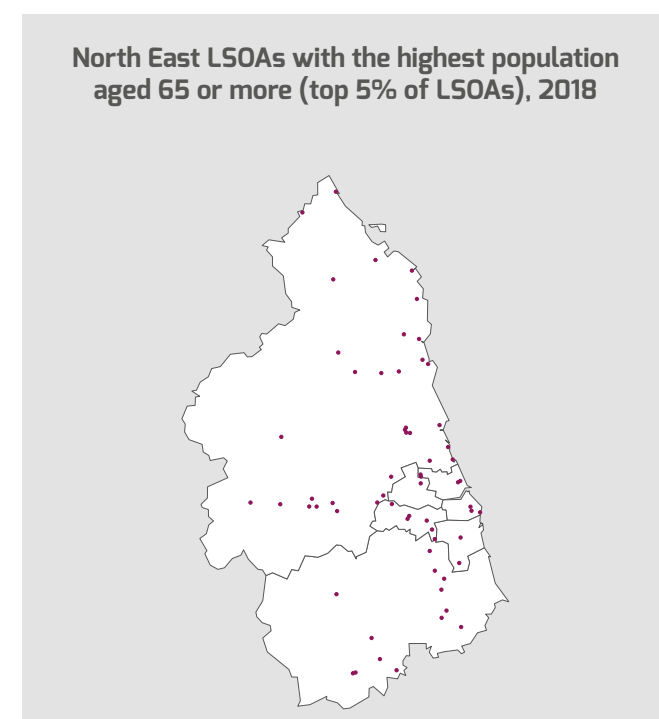 North East LSOAs with the highest population
aged 65 or more (top 5% of LSOAs), 2018